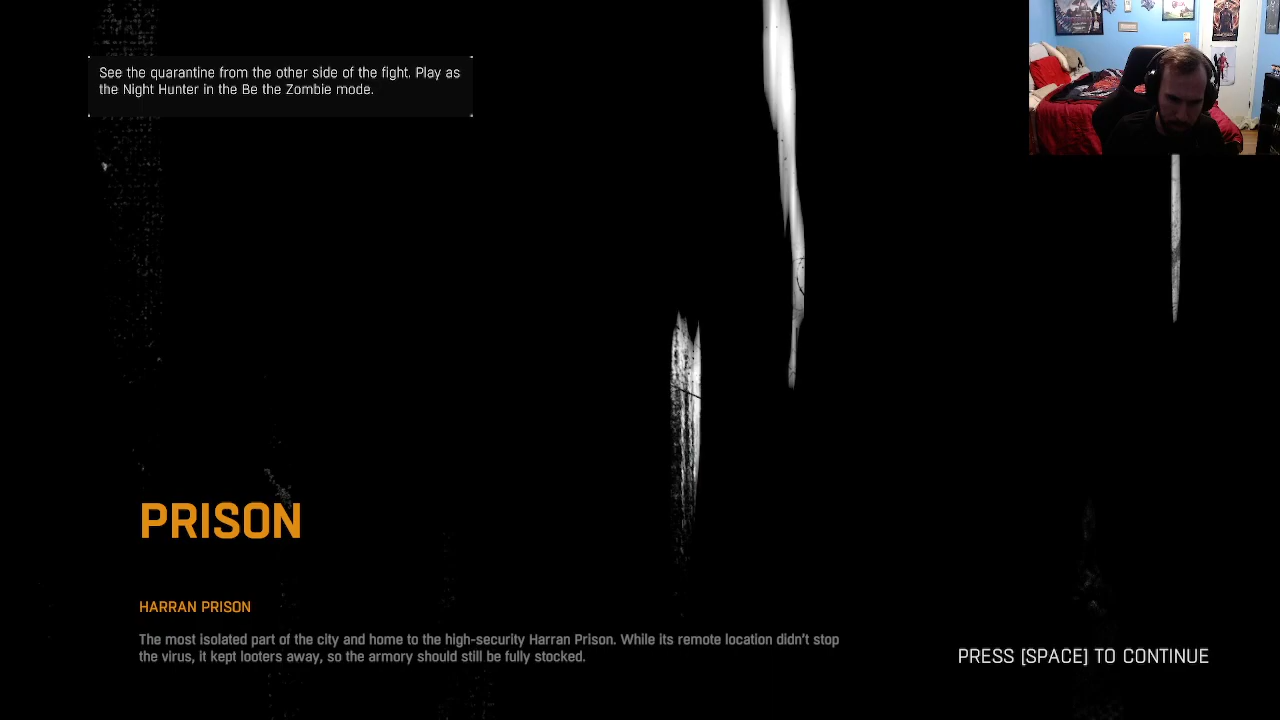 See the quarantine from the other side of the fight. Play as
the Night Hunter in the Be the Zombie mode.
PRISON
HARRAN PRISON
The most isolated part of the city and home to the high-security Harran Prison. While its remote location didn't stop
the virus, it kept looters away, so the armory should still be fully stocked.
PRESS [SPACE] TO CONTINUE